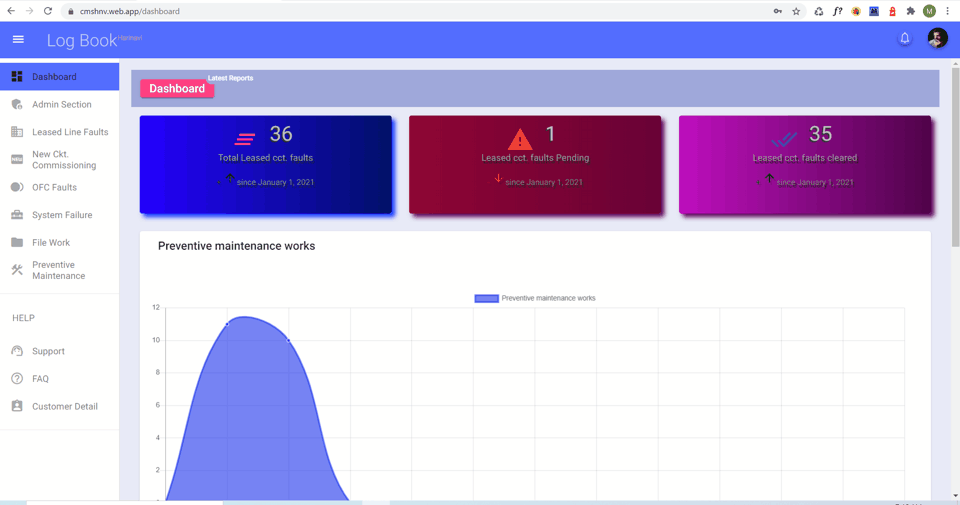 cmshnv.web.app/dashboard
f?
M
Log Book
Dashboard
Admin Section
Leased Line Faults
New Ckt.
Commissioning
OFC Faults
System Failure
File Work
Preventive
Maintenance
HELP
Support
FAQ
Customer Detail
Latest Reports
Dashboard
36
Total Leased cct. faults
since January 1, 2021
1
Leased cct. faults Pending
since January 1, 2021
35
Leased cct. faults cleared
since January 1, 2021
Preventive maintenance works
Preventive maintenance works
12
10
8
6
4
2